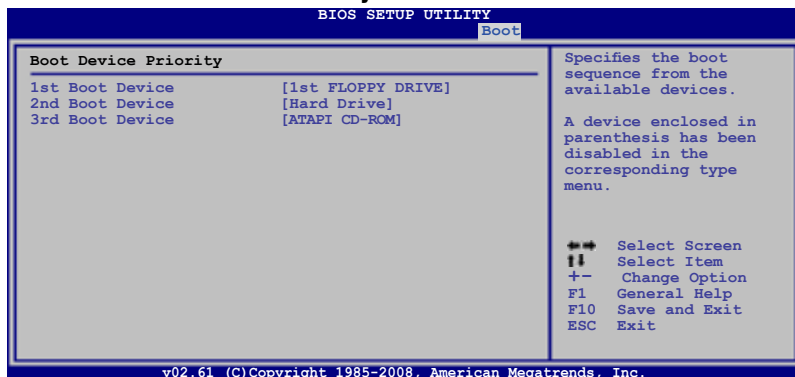 BIOS SETUP UTILITY
Boot
Boot Device Priority
1st Boot Device [1st FLOPPY DRIVE]
2nd Boot Device [Hard Drive]
3rd Boot Device [ATAPI CD-ROM]
Specifies the boot
sequence from the
available devices.
A device enclosed in
parenthesis has been
disabled in the
corresponding type
menu.
←→ Select Screen
↑↓ Select Item
+- Change Option
F1 General Help
F10 Save and Exit
ESC Exit
v02.61 (C)Copyright 1985-2008, American Megatrends, Inc.